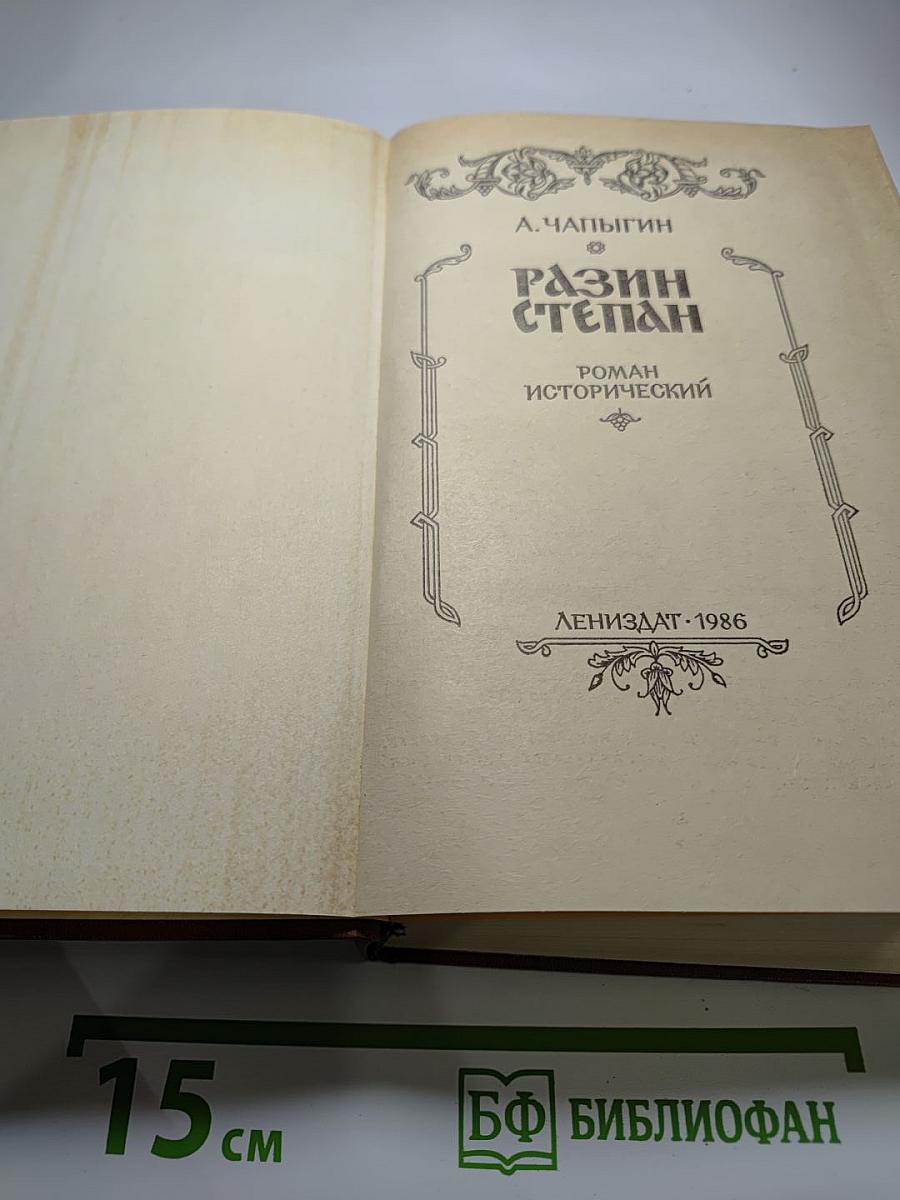 А. ЧАПЫГИН
РАЗИН
СТЕПАН
РОМАН
ИСТОРИЧЕСКИЙ
ЛЕНИЗДАТ · 1986
15 см
БФ БИБЛИОФАН